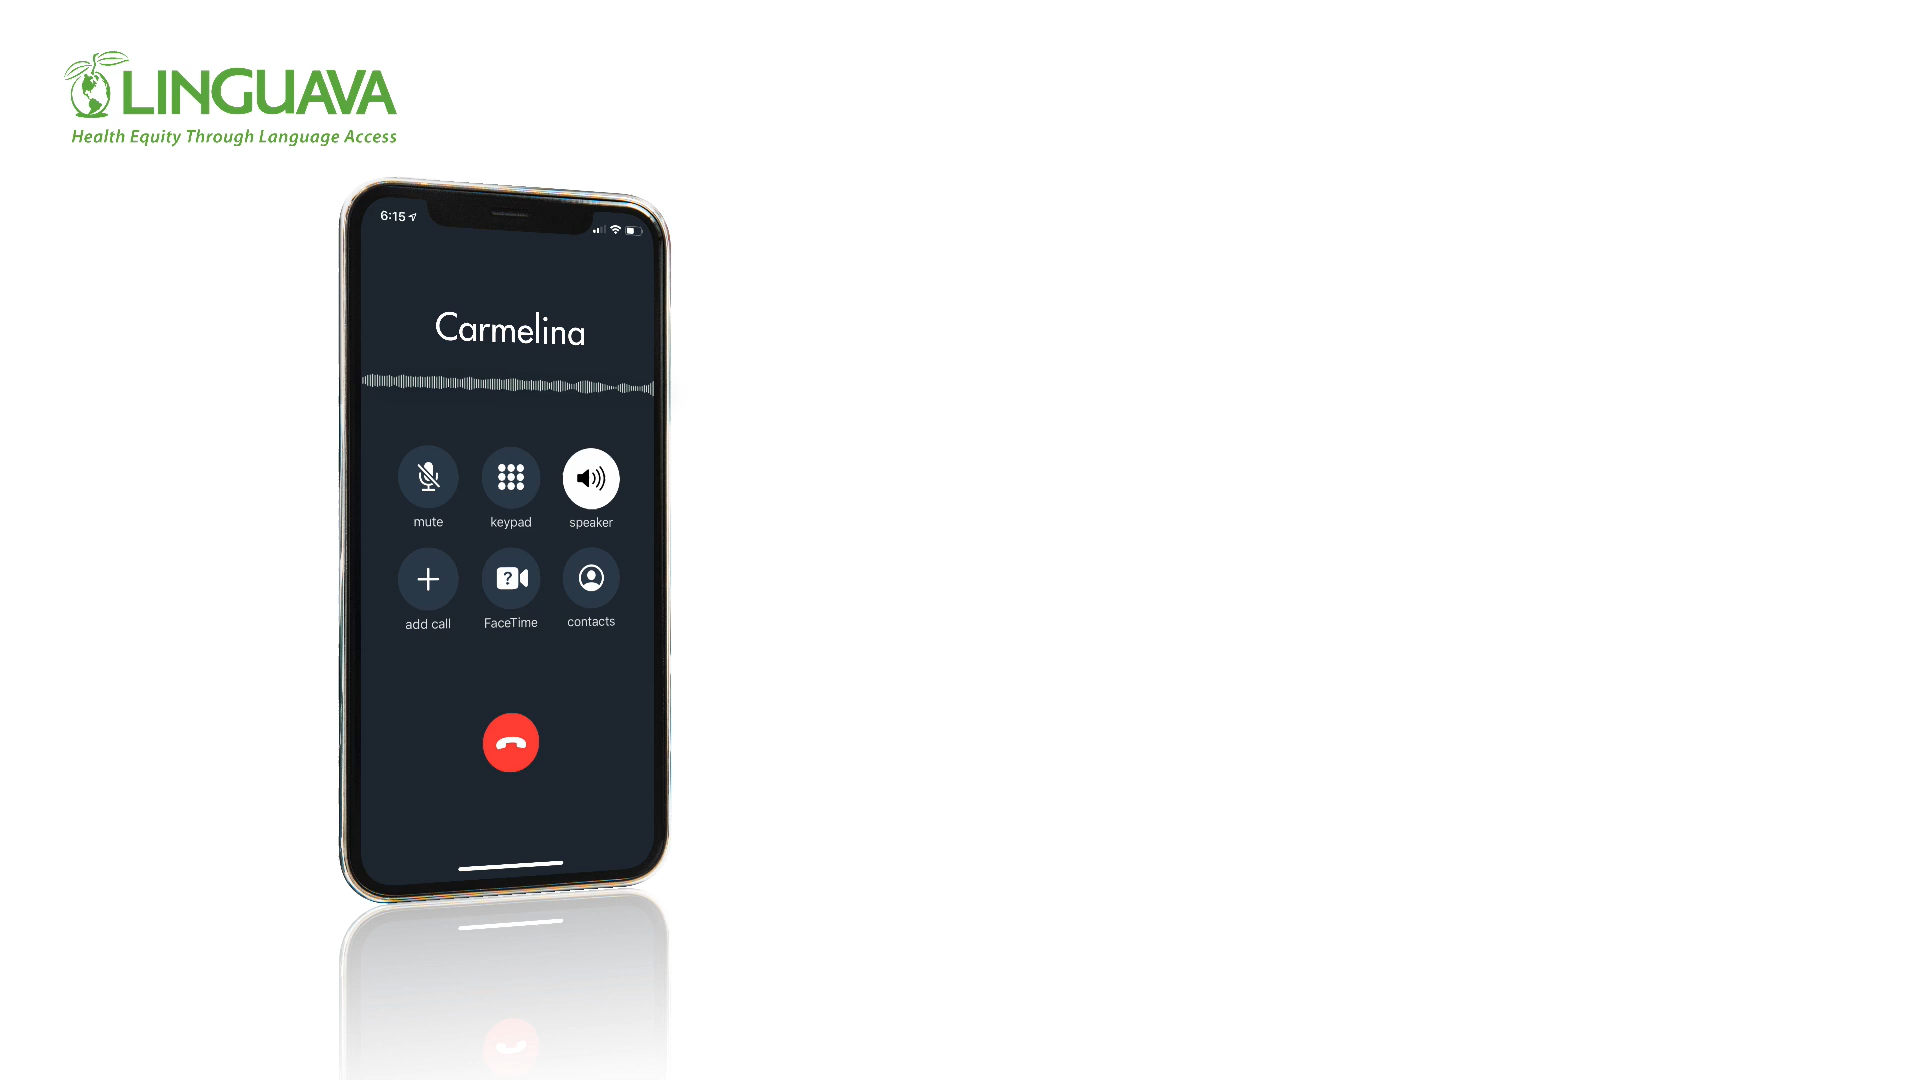 LINGUAVA
Health Equity Through Language Access
6:15
Carmelina
mute keypad speaker
add call FaceTime contacts